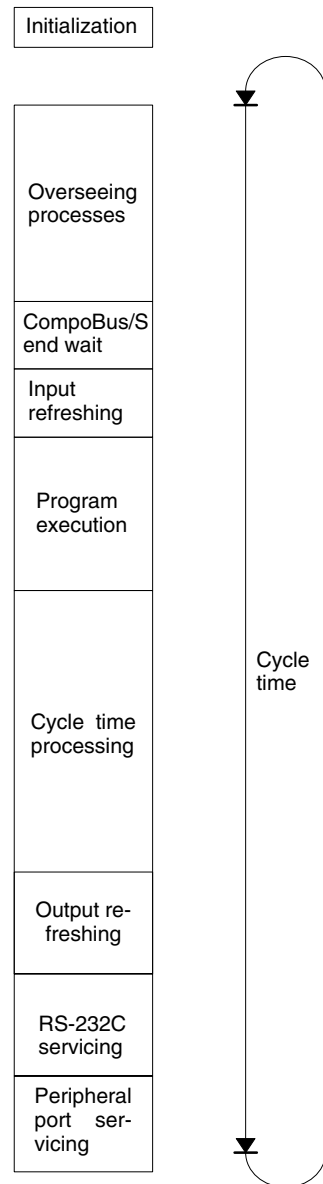 Initialization
Overseeing
processes
CompoBus/S
end wait
Input
refreshing
Program
execution
Cycle time
processing
Cycle
time
Output re-
freshing
RS-232C
servicing
Peripheral
port ser-
vicing